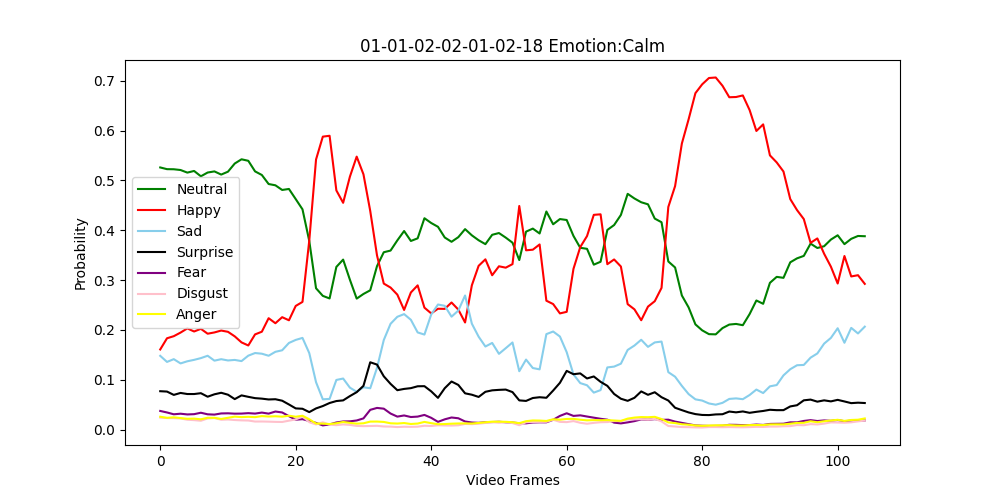 01-01-02-02-01-02-18 Emotion:Calm
Probability
0.7
0.6
0.5
0.4
0.3
0.2
0.1
0.0
Neutral
Happy
Sad
Surprise
Fear
Disgust
Anger
0 20 40 60 80 100
Video Frames